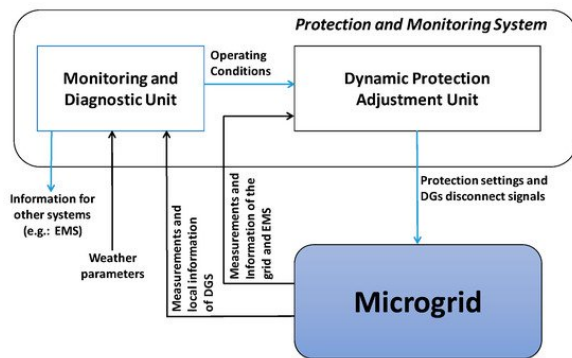 Protection and Monitoring System
Monitoring and
Diagnostic Unit
Operating
Conditions
Dynamic Protection
Adjustment Unit
Information for
other systems
(e.g.: EMS)
Weather
parameters
Measurements and
local information
of DGS
Measurements and
Information of the
grid and EMS
Protection settings and
DGs disconnect signals
Microgrid